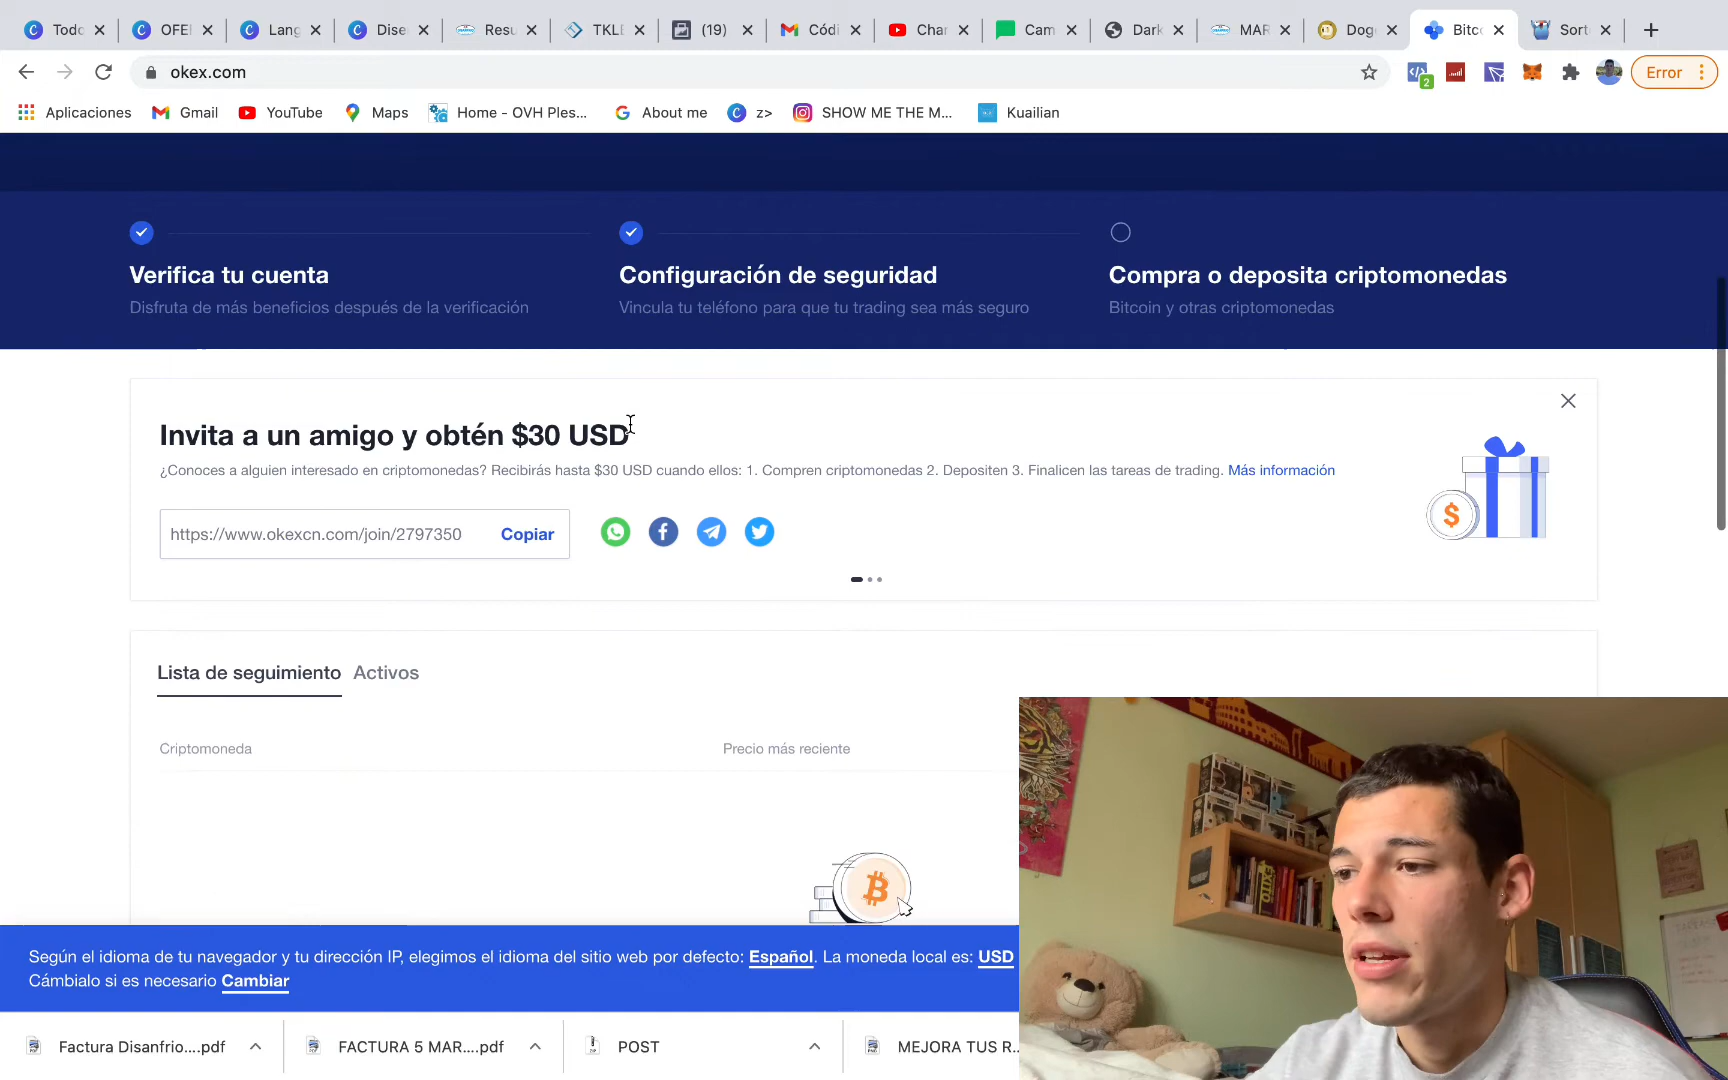 Todo
OFE
Lang
Dise
Resu
TKLE
(19)
Códi
Char
Cam
Dark
MAR
Dog
Bitco
Sort
okex.com
2
Error
Aplicaciones
Gmail
YouTube
Maps
Home - OVH Ples...
About me
z>
SHOW ME THE M...
Kuailian
Verifica tu cuenta
Disfruta de más beneficios después de la verificación
Configuración de seguridad
Vincula tu teléfono para que tu trading sea más seguro
Compra o deposita criptomonedas
Bitcoin y otras criptomonedas
Invita a un amigo y obtén $30 USD
¿Conoces a alguien interesado en criptomonedas? Recibirás hasta $30 USD cuando ellos: 1. Compren criptomonedas 2. Depositen 3. Finalicen las tareas de trading. Más información
https://www.okexcn.com/join/2797350
Copiar
Lista de seguimiento
Activos
Criptomoneda
Precio más reciente
Según el idioma de tu navegador y tu dirección IP, elegimos el idioma del sitio web por defecto: Español. La moneda local es: USD
Cámbialo si es necesario Cambiar
Factura Disanfrio....pdf
FACTURA 5 MAR....pdf
POST
MEJORA TUS R...
ÉXITO